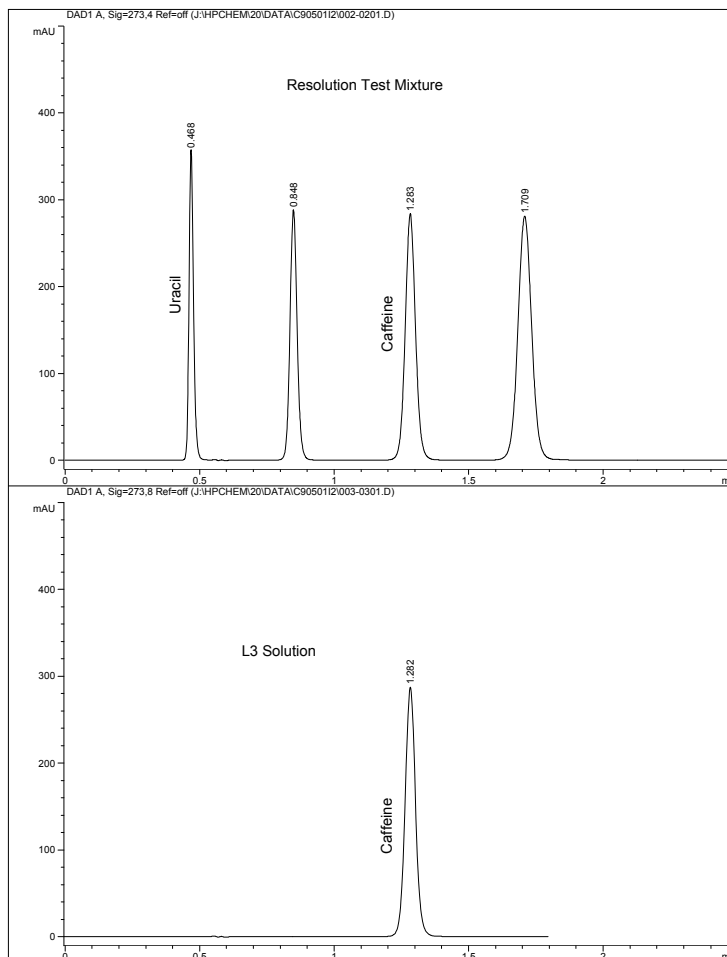 DAD1 A, Sig=273,4 Ref=off (J:\HPCHEM\20\DATA\C90501I2\002-0201.D)
mAU
Resolution Test Mixture
400
300
200
100
0
0.468
0.848
1.283
1.709
Uracil
Caffeine
0 0.5 1 1.5 2 m
DAD1 A, Sig=273,8 Ref=off (J:\HPCHEM\20\DATA\C90501I2\003-0301.D)
mAU
L3 Solution
400
300
200
100
0
1.282
Caffeine
0 0.5 1 1.5 2 m